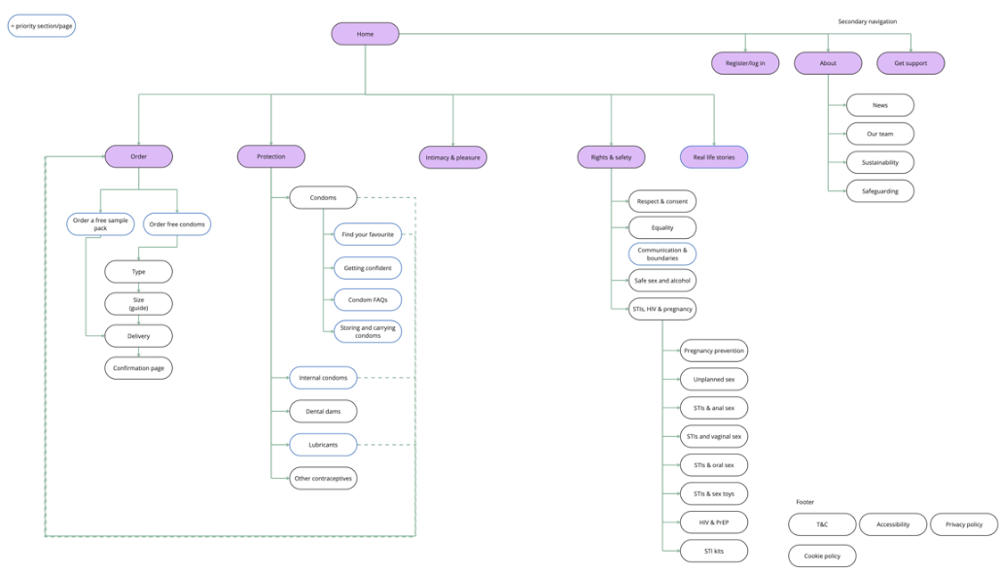 = priority section/page
Secondary navigation
Home
Register/log in
About
Get support
News
Our team
Sustainability
Safeguarding
Order
Protection
Intimacy & pleasure
Rights & safety
Real life stories
Order a free sample
pack
Order free condoms
Type
Size
(guide)
Delivery
Confirmation page
Condoms
Find your favourite
Getting confident
Condom FAQs
Storing and carrying
condoms
Internal condoms
Dental dams
Lubricants
Other contraceptives
Respect & consent
Equality
Communication &
boundaries
Safe sex and alcohol
STIs, HIV & pregnancy
Pregnancy prevention
Unplanned sex
STIs & anal sex
STIs and vaginal sex
STIs & oral sex
STIs & sex toys
HIV & PrEP
STI kits
Footer
T&C
Accessibility
Privacy policy
Cookie policy